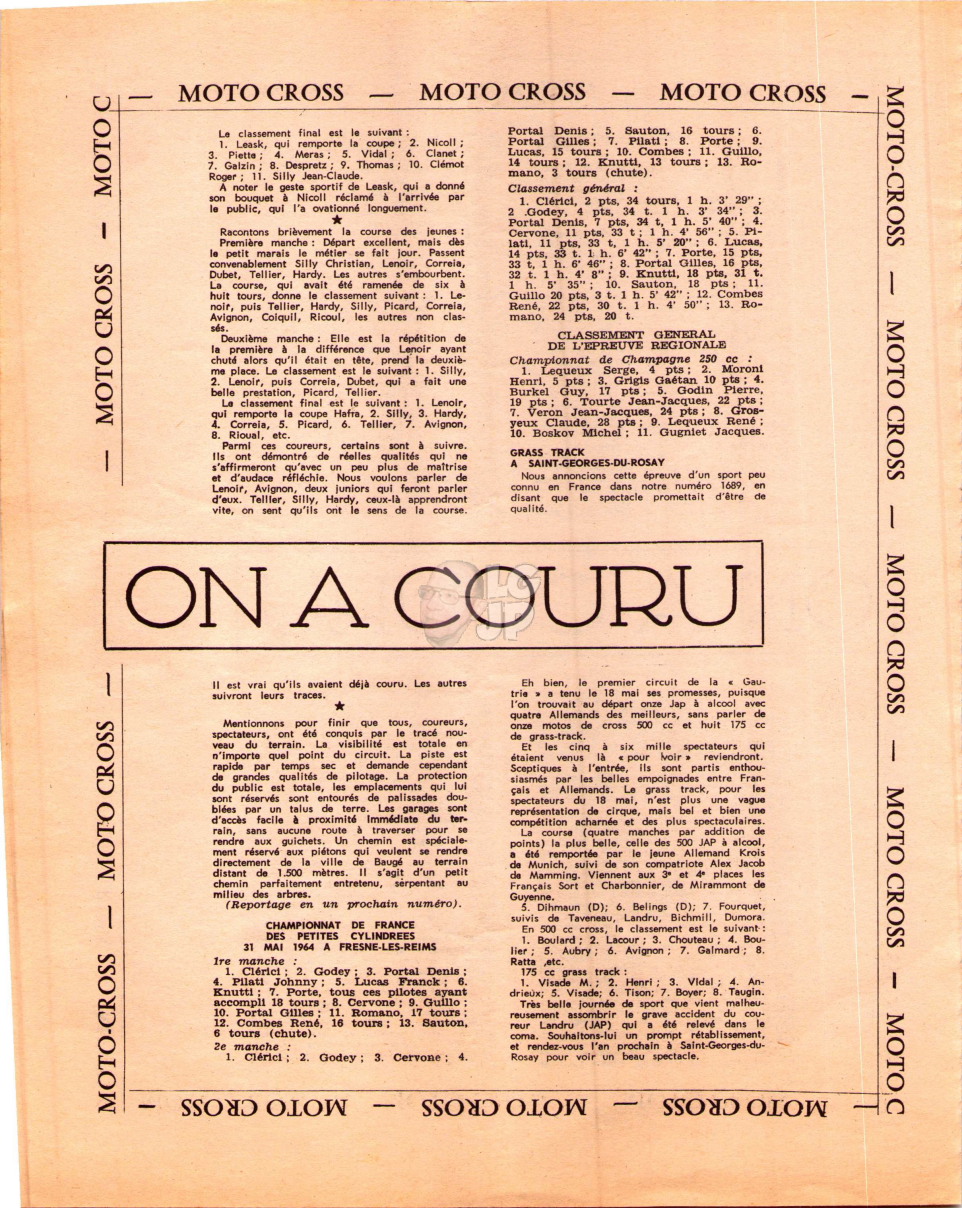 — MOTO CROSS — MOTO CROSS — MOTO CROSS —
Le classement final est le suivant :
1. Leask, qui remporte la coupe ; 2. Nicoll ;
3. Piette ; 4. Meras ; 5. Vidal ; 6. Clanet ;
7. Galzin ; 8. Despretz ; 9. Thomas ; 10. Clémot
Roger ; 11. Silly Jean-Claude.
A noter le geste sportif de Leask, qui a donné
son bouquet à Nicoll réclamé à l'arrivée par
le public, qui l'a ovationné longuement.
★
Racontons brièvement la course des jeunes :
Première manche : Départ excellent, mais dès
le petit marais le métier se fait jour. Passent
convenablement Silly Christian, Lenoir, Correia,
Dubet, Tellier, Hardy. Les autres s'embourbent.
La course, qui avait été ramenée de six à
huit tours, donne le classement suivant : 1. Le-
noir, puis Tellier, Hardy, Silly, Picard, Correia,
Avignon, Coiquil, Ricoul, les autres non clas-
sés.
Deuxième manche : Elle est la répétition de
la première à la différence que Lenoir ayant
chuté alors qu'il était en tête, prend la deuxiè-
me place. Le classement est le suivant : 1. Silly,
2. Lenoir, puis Correia, Dubet, qui a fait une
belle prestation, Picard, Tellier.
Le classement final est le suivant : 1. Lenoir,
qui remporte la coupe Hafra, 2. Silly, 3. Hardy,
4. Correia, 5. Picard, 6. Tellier, 7. Avignon,
8. Rioual, etc.
Parmi ces coureurs, certains sont à suivre.
Ils ont démontré de réelles qualités qui ne
s'affirmeront qu'avec un peu plus de maîtrise
et d'audace réfléchie. Nous voulons parler de
Lenoir, Avignon, deux juniors qui feront parler
d'eux. Tellier, Silly, Hardy, ceux-là apprendront
vite, on sent qu'ils ont le sens de la course.
Portal Denis ; 5. Sauton, 16 tours ; 6.
Portal Gilles ; 7. Pilati ; 8. Porte ; 9.
Lucas, 15 tours ; 10. Combes ; 11. Guillo,
14 tours ; 12. Knutti, 13 tours ; 13. Ro-
mano, 3 tours (chute).
Classement général :
1. Clérici, 2 pts, 34 tours, 1 h. 3' 29'' ;
2 .Godey, 4 pts, 34 t. 1 h. 3' 34'' ; 3.
Portal Denis, 7 pts, 34 t, 1 h. 5' 40'' ; 4.
Cervone, 11 pts, 33 t ; 1 h. 4' 56'' ; 5. Pi-
lati, 11 pts, 33 t, 1 h. 5' 20'' ; 6. Lucas,
14 pts, 33 t. 1 h. 6' 42'' ; 7. Porte, 15 pts,
33 t, 1 h. 6' 46'' ; 8. Portal Gilles, 16 pts,
32 t. 1 h. 4' 8'' ; 9. Knutti, 18 pts, 31 t.
1 h. 5' 35'' ; 10. Sauton, 18 pts ; 11.
Guillo 20 pts, 3 t. 1 h. 5' 42'' ; 12. Combes
René, 22 pts, 30 t. 1 h. 4' 50'' ; 13. Ro-
mano, 24 pts, 20 t.
CLASSEMENT GENERAL
DE L'EPREUVE REGIONALE
Championnat de Champagne 250 cc :
1. Lequeux Serge, 4 pts ; 2. Moroni
Henri, 5 pts ; 3. Grigis Gaétan 10 pts ; 4.
Burkel Guy, 17 pts ; 5. Godin Pierre,
19 pts ; 6. Tourte Jean-Jacques, 22 pts ;
7. Veron Jean-Jacques, 24 pts ; 8. Gros-
yeux Claude, 28 pts ; 9. Lequeux René ;
10. Boskov Michel ; 11. Gugniet Jacques.
GRASS TRACK
A SAINT-GEORGES-DU-ROSAY
Nous annoncions cette épreuve d'un sport peu
connu en France dans notre numéro 1689, en
disant que le spectacle promettait d'être de
qualité.
ON A COURU
LG
JP
Il est vrai qu'ils avaient déjà couru. Les autres
suivront leurs traces.
★
Mentionnons pour finir que tous, coureurs,
spectateurs, ont été conquis par le tracé nou-
veau du terrain. La visibilité est totale en
n'importe quel point du circuit. La piste est
rapide par temps sec et demande cependant
de grandes qualités de pilotage. La protection
du public est totale, les emplacements qui lui
sont réservés sont entourés de palissades dou-
blées par un talus de terre. Les garages sont
d'accès facile à proximité immédiate du ter-
rain, sans aucune route à traverser pour se
rendre aux guichets. Un chemin est spéciale-
ment réservé aux piétons qui veulent se rendre
directement de la ville de Baugé au terrain
distant de 1.500 mètres. Il s'agit d'un petit
chemin parfaitement entretenu, serpentant au
milieu des arbres.
(Reportage en un prochain numéro).
CHAMPIONNAT DE FRANCE
DES PETITES CYLINDREES
31 MAI 1964 A FRESNE-LES-REIMS
1re manche :
1. Clérici ; 2. Godey ; 3. Portal Denis ;
4. Pilati Johnny ; 5. Lucas Franck ; 6.
Knutti ; 7. Porte, tous ces pilotes ayant
accompli 18 tours ; 8. Cervone ; 9. Guillo ;
10. Portal Gilles ; 11. Romano, 17 tours ;
12. Combes René, 16 tours ; 13. Sauton,
6 tours (chute).
2e manche :
1. Clérici ; 2. Godey ; 3. Cervone ; 4.
Eh bien, le premier circuit de la « Gau-
trie » a tenu le 18 mai ses promesses, puisque
l'on trouvait au départ onze Jap à alcool avec
quatre Allemands des meilleurs, sans parler de
onze motos de cross 500 cc et huit 175 cc
de grass-track.
Et les cinq à six mille spectateurs qui
étaient venus là « pour voir » reviendront.
Sceptiques à l'entrée, ils sont partis enthou-
siasmés par les belles empoignades entre Fran-
çais et Allemands. Le grass track, pour les
spectateurs du 18 mai, n'est plus une vague
représentation de cirque, mais bel et bien une
compétition acharnée et des plus spectaculaires.
La course (quatre manches par addition de
points) la plus belle, celle des 500 JAP à alcool,
a été remportée par le jeune Allemand Krois
de Munich, suivi de son compatriote Alex Jacob
de Mamming. Viennent aux 3e et 4e places les
Français Sort et Charbonnier, de Mirammont de
Guyenne.
5. Dihmaun (D); 6. Belings (D); 7. Fourquet,
suivis de Taveneau, Landru, Bichmill, Dumora.
En 500 cc cross, le classement est le suivant :
1. Boulard ; 2. Lacour ; 3. Chouteau ; 4. Bou-
lier ; 5. Aubry ; 6. Avignon ; 7. Galmard ; 8.
Ratta ,etc.
175 cc grass track :
1. Visade M. ; 2. Henri ; 3. Vidal ; 4. An-
drieux; 5. Visade; 6. Tison; 7. Boyer; 8. Taugin.
Très belle journée de sport que vient malheu-
reusement assombrir le grave accident du cou-
reur Landru (JAP) qui a été relevé dans le
coma. Souhaitons-lui un prompt rétablissement,
et rendez-vous l'an prochain à Saint-Georges-du-
Rosay pour voir un beau spectacle.
MOTO-CROSS — MOTO CROSS — MOTO CROSS — MOTO CROSS — MOTO C
— MOTO CROSS — MOTO CROSS — MOTO CROSS —
MOTO-CROSS — MOTO CROSS —
— MOTO CROSS — MOTO C